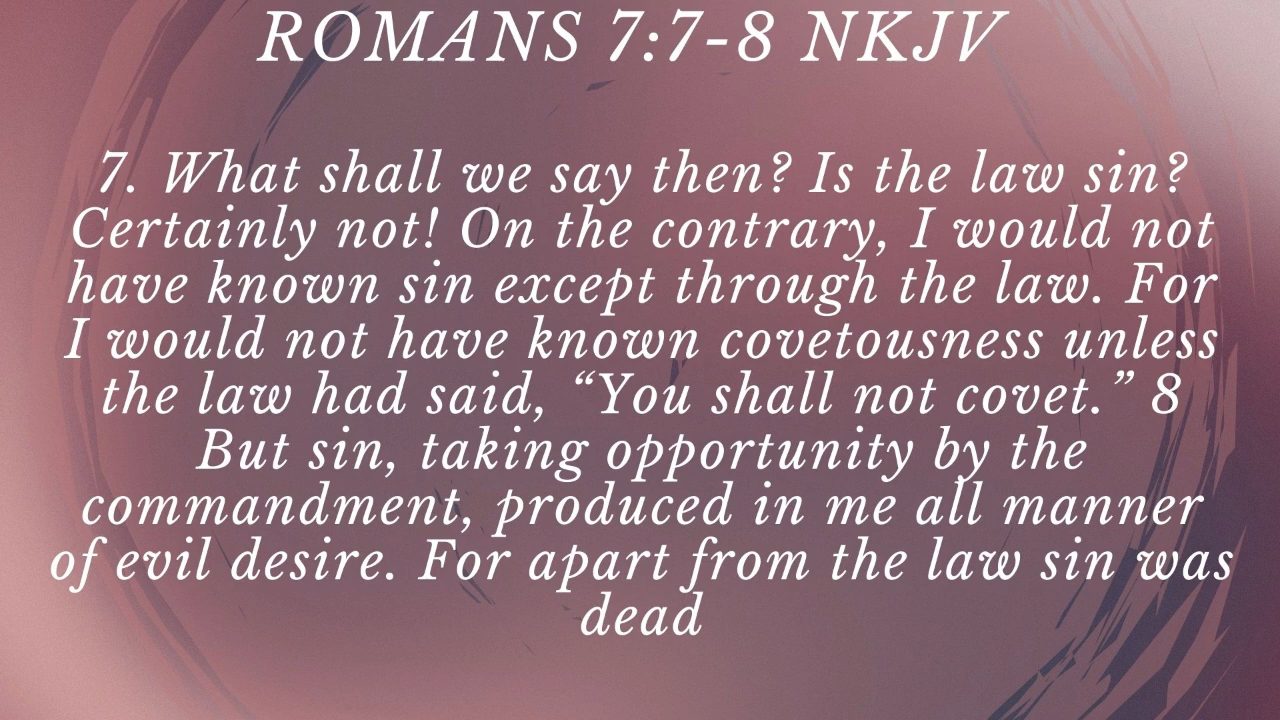 ROMANS 7:7-8 NKJV
7. What shall we say then? Is the law sin?
Certainly not! On the contrary, I would not
have known sin except through the law. For
I would not have known covetousness unless
the law had said, “You shall not covet.” 8
But sin, taking opportunity by the
commandment, produced in me all manner
of evil desire. For apart from the law sin was
dead